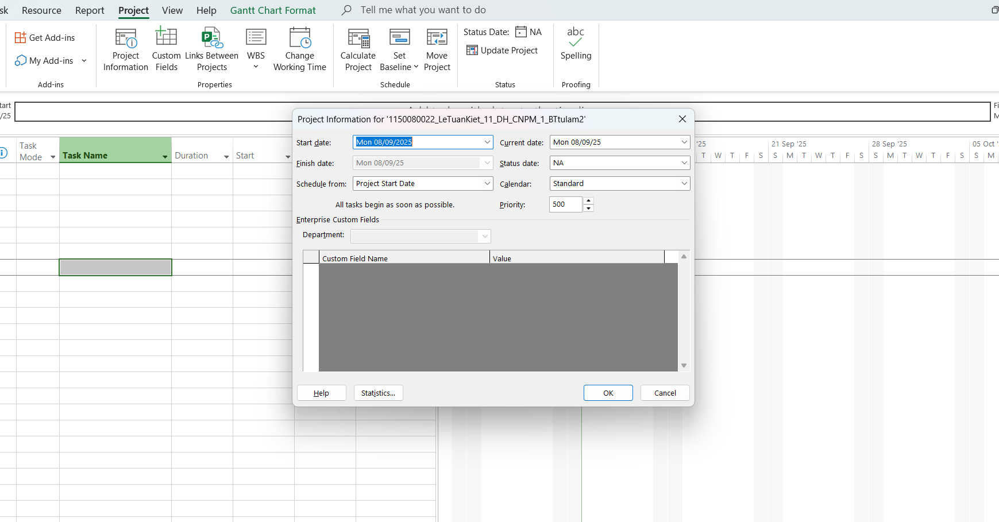 sk Resource Report Project View Help Gantt Chart Format Tell me what you want to do
Get Add-ins
My Add-ins
Add-ins
Project Information
Custom Fields
Links Between Projects
WBS
Change Working Time
Properties
Calculate Project
Set Baseline
Move Project
Schedule
Status Date: NA
Update Project
Status
abc
Spelling
Proofing
tart
/25
Fi
M
Project Information for '1150080022_LeTuanKiet_11_DH_CNPM_1_BTtulam2'
Start date: Mon 08/09/2025 Current date: Mon 08/09/25
Finish date: Mon 08/09/25 Status date: NA
Schedule from: Project Start Date Calendar: Standard
All tasks begin as soon as possible. Priority: 500
Enterprise Custom Fields
Department:
Custom Field Name Value
Help Statistics... OK Cancel
Task Mode Task Name Duration Start
'25 21 Sep '25 28 Sep '25 05 Oct '
T W T F S S M T W T F S S M T W T F S S M